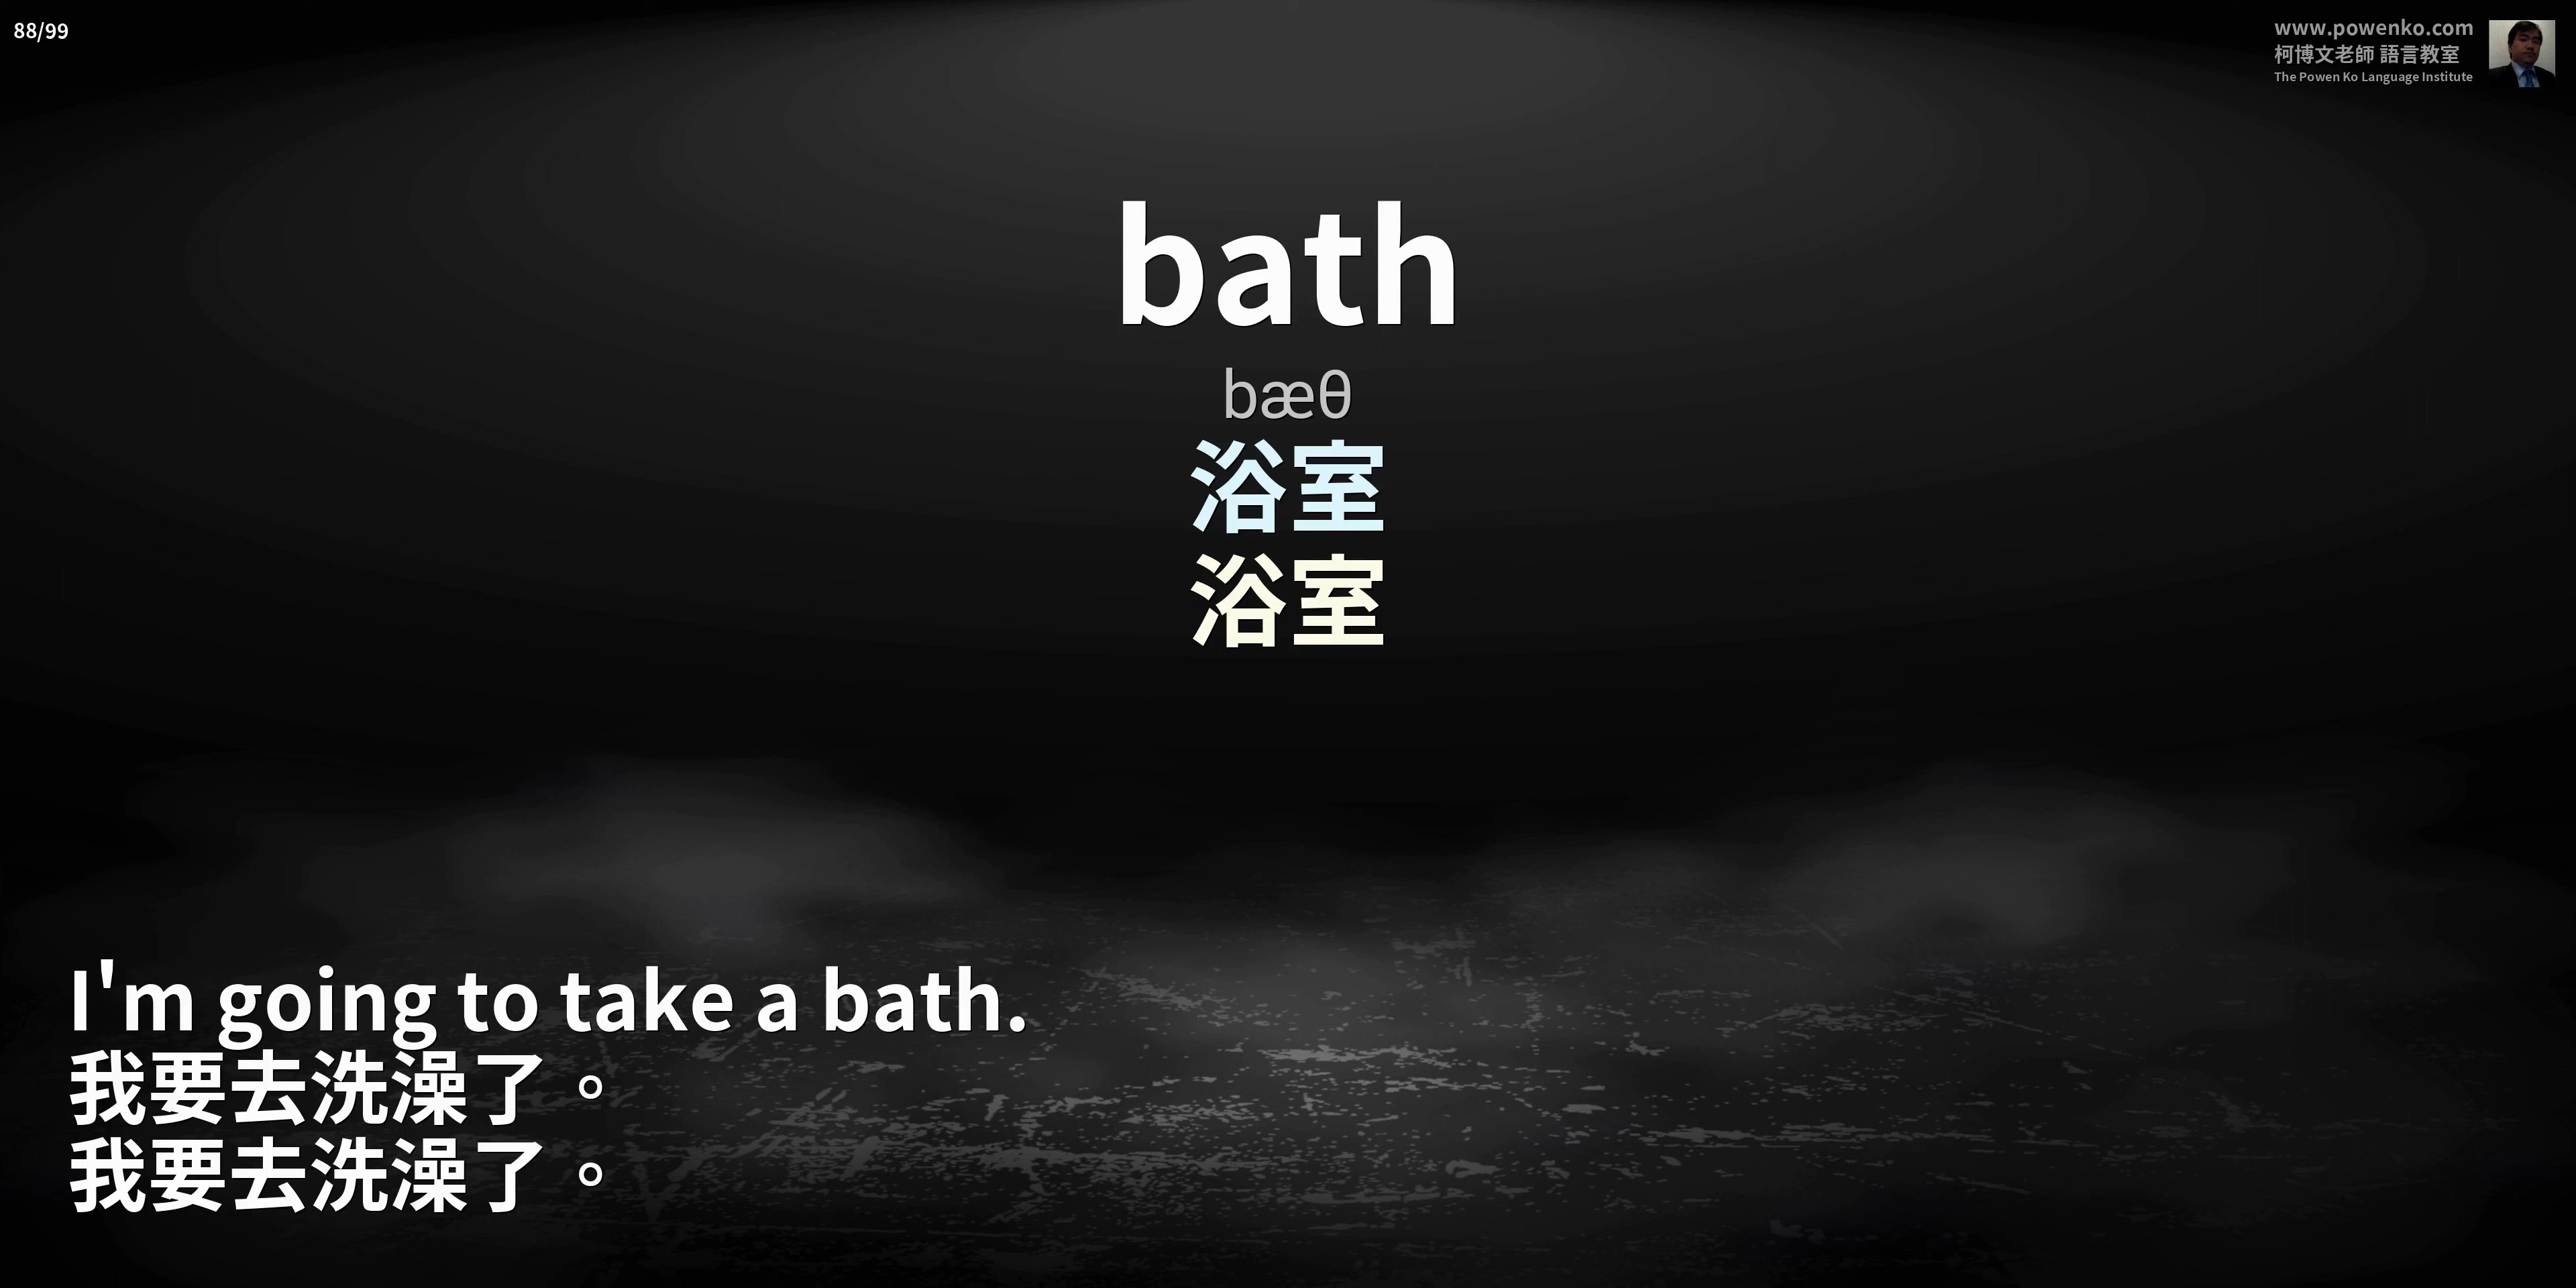 88/99
www.powenko.com
柯博文老師 語言教室
The Powen Ko Language Institute
bath
bæθ
浴室
浴室
I'm going to take a bath.
我要去洗澡了。
我要去洗澡了。